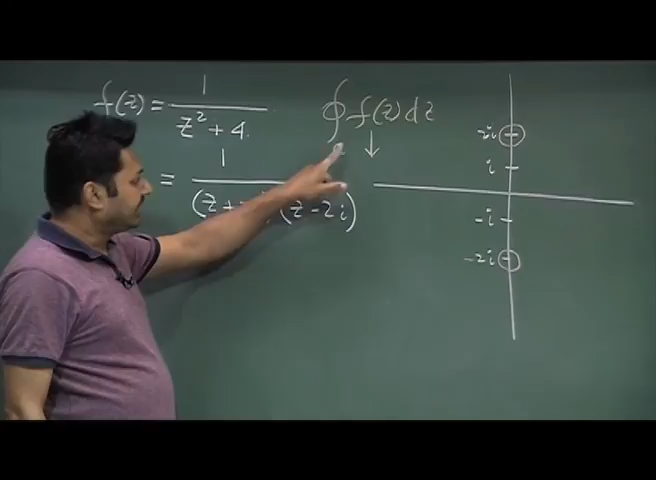 f(z) = 1 / z² + 4
∮ f(z) dz
= 1 / (z + (z - 2i)
2i
i
-i
-2i